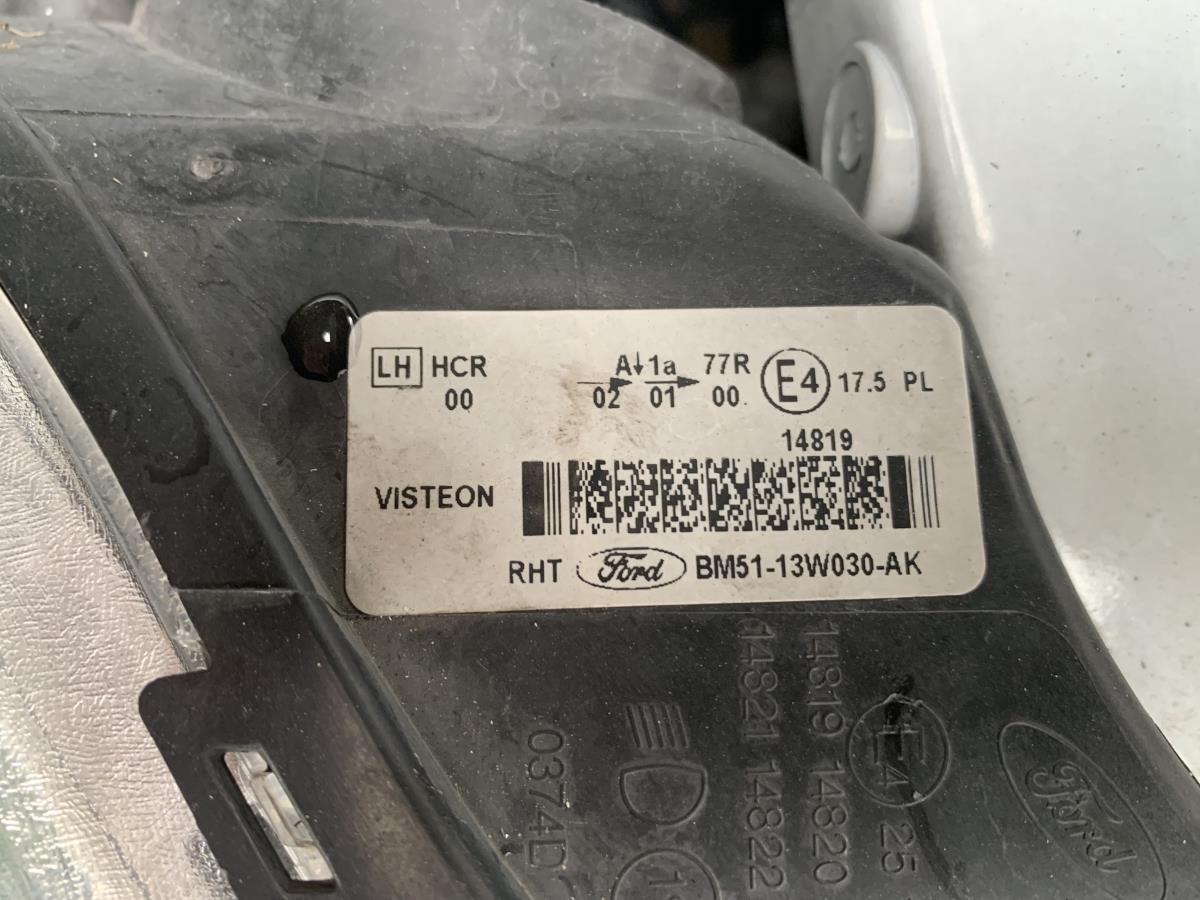 LH HCR A 1a 77R E4 17.5 PL
00 02 01 00
14819
VISTEON
RHT Ford BM51-13W030-AK
14819 14820
14821 14822
E4 25
Ford
0374D